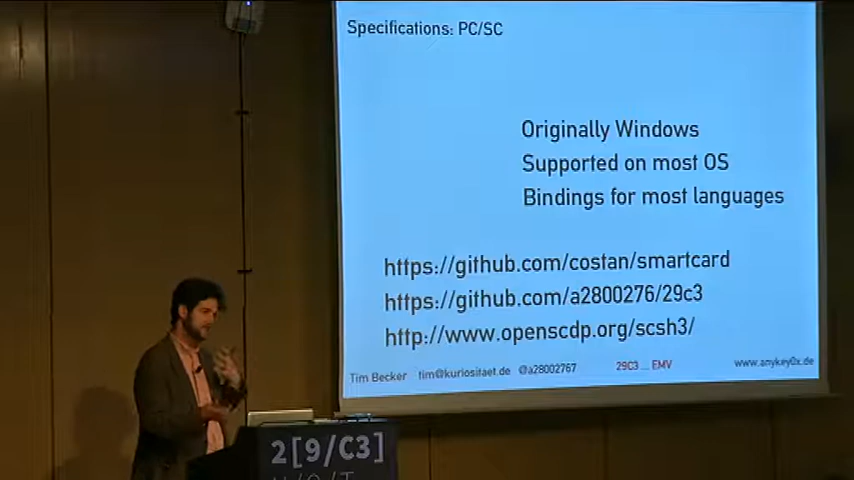 Specifications: PC/SC
Originally Windows
Supported on most OS
Bindings for most languages
https://github.com/costan/smartcard
https://github.com/a2800276/29c3
http://www.openscdp.org/scsh3/
Tim Becker tim@kuriositaet.de @a28002767 29C3 ... EMV www.anykey0x.de
2[9/C3]